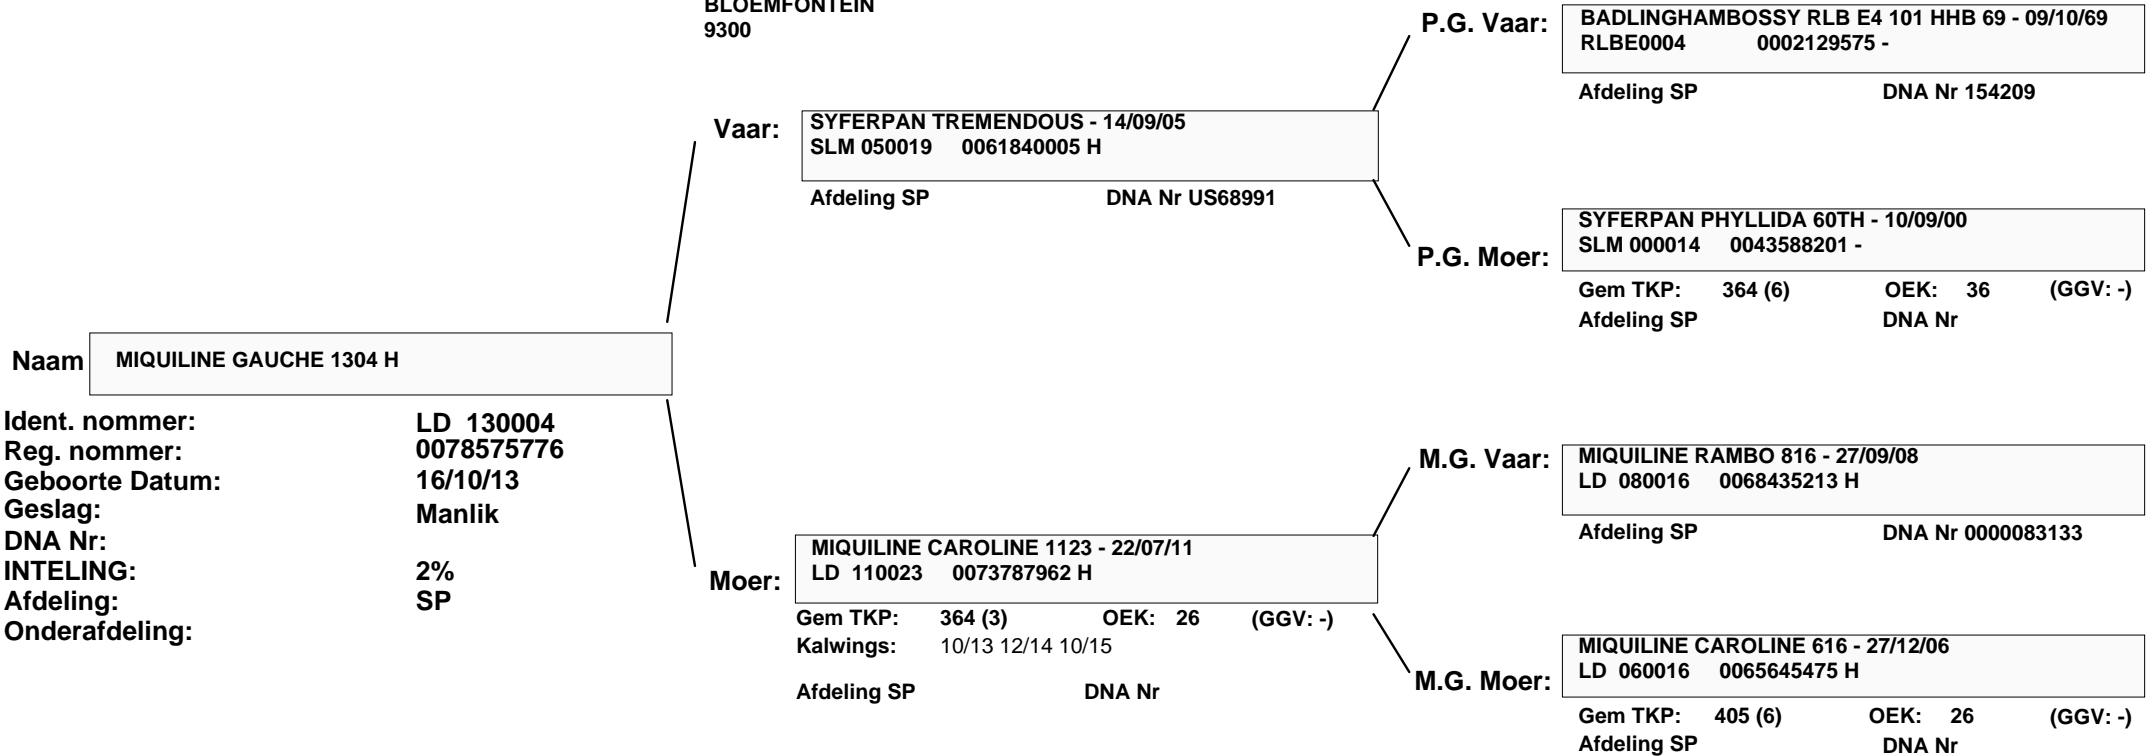 BLOEMFONTEIN
9300
P.G. Vaar:
BADLINGHAMBOSSY RLB E4 101 HHB 69 - 09/10/69
RLBE0004 0002129575 -
Afdeling SP DNA Nr 154209
Vaar:
SYFERPAN TREMENDOUS - 14/09/05
SLM 050019 0061840005 H
Afdeling SP DNA Nr US68991
P.G. Moer:
SYFERPAN PHYLLIDA 60TH - 10/09/00
SLM 000014 0043588201 -
Gem TKP: 364 (6) OEK: 36 (GGV: -)
Afdeling SP DNA Nr
Naam MIQUILINE GAUCHE 1304 H
Ident. nommer: LD 130004
Reg. nommer: 0078575776
Geboorte Datum: 16/10/13
Geslag: Manlik
DNA Nr:
INTELING: 2%
Afdeling: SP
Onderafdeling:
M.G. Vaar:
MIQUILINE RAMBO 816 - 27/09/08
LD 080016 0068435213 H
Afdeling SP DNA Nr 0000083133
Moer:
MIQUILINE CAROLINE 1123 - 22/07/11
LD 110023 0073787962 H
Gem TKP: 364 (3) OEK: 26 (GGV: -)
Kalwings: 10/13 12/14 10/15
Afdeling SP DNA Nr
M.G. Moer:
MIQUILINE CAROLINE 616 - 27/12/06
LD 060016 0065645475 H
Gem TKP: 405 (6) OEK: 26 (GGV: -)
Afdeling SP DNA Nr